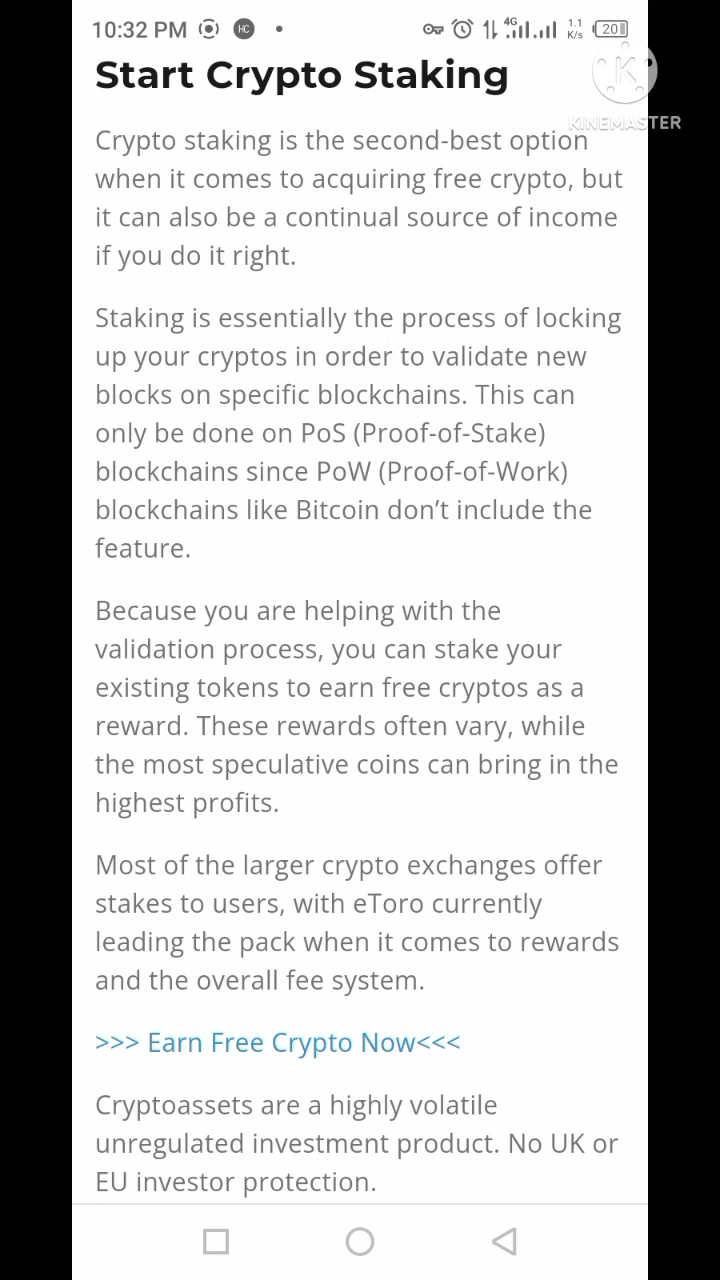 10:32 PM HC 4G 1.1 K/s 20
Start Crypto Staking
K
KINEMASTER
Crypto staking is the second-best option
when it comes to acquiring free crypto, but
it can also be a continual source of income
if you do it right.
Staking is essentially the process of locking
up your cryptos in order to validate new
blocks on specific blockchains. This can
only be done on PoS (Proof-of-Stake)
blockchains since PoW (Proof-of-Work)
blockchains like Bitcoin don’t include the
feature.
Because you are helping with the
validation process, you can stake your
existing tokens to earn free cryptos as a
reward. These rewards often vary, while
the most speculative coins can bring in the
highest profits.
Most of the larger crypto exchanges offer
stakes to users, with eToro currently
leading the pack when it comes to rewards
and the overall fee system.
>>> Earn Free Crypto Now<<<
Cryptoassets are a highly volatile
unregulated investment product. No UK or
EU investor protection.